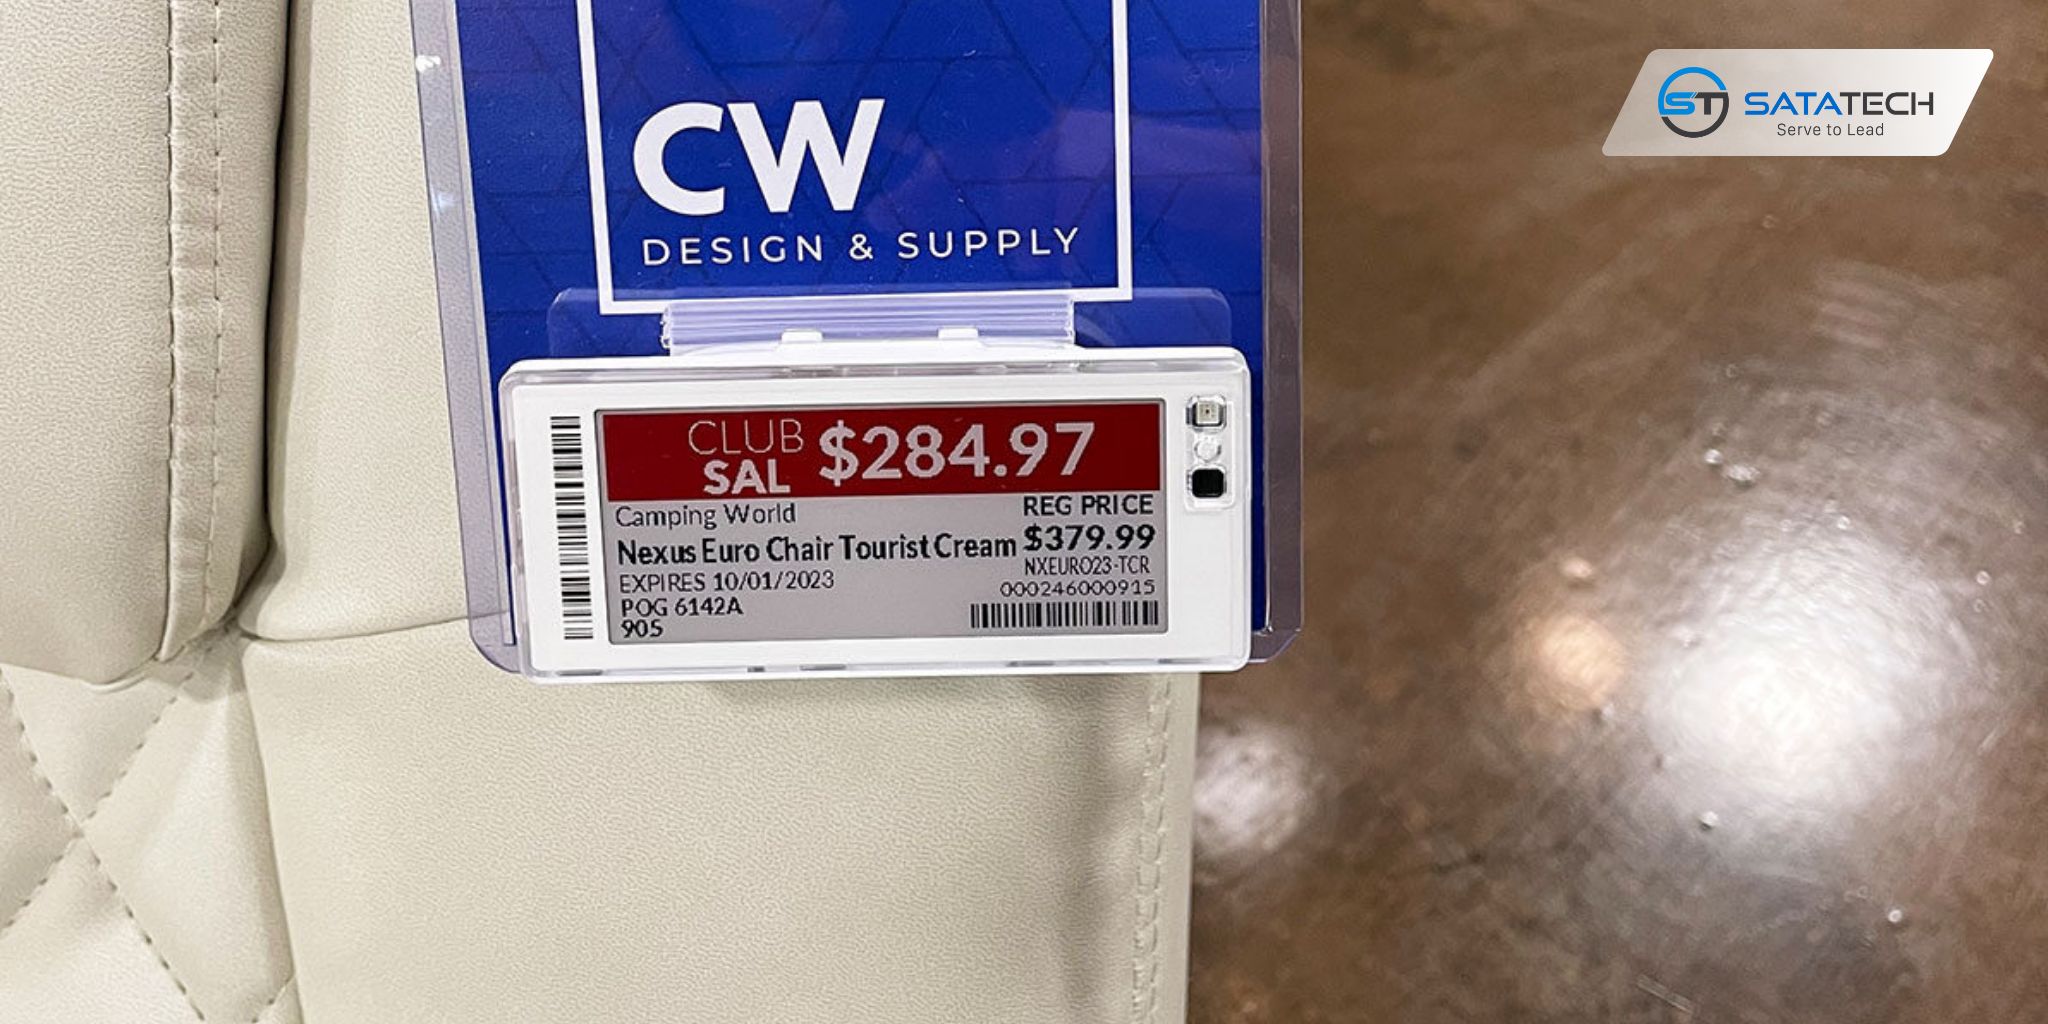 ST SATATECH
Serve to Lead
CW
DESIGN & SUPPLY
CLUB
SAL
$284.97
Camping World
REG PRICE
Nexus Euro Chair Tourist Cream
$379.99
EXPIRES 10/01/2023
NXEURO23-TCR
POG 6142A
000246000915
905